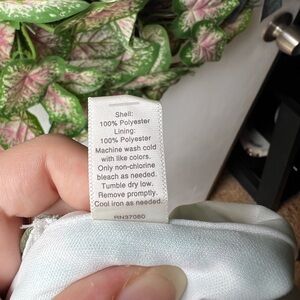 Shell:
100% Polyester
Lining:
100% Polyester
Machine wash cold
with like colors.
Only non-chlorine
bleach as needed.
Tumble dry low.
Remove promptly.
Cool iron as needed.
RN37080